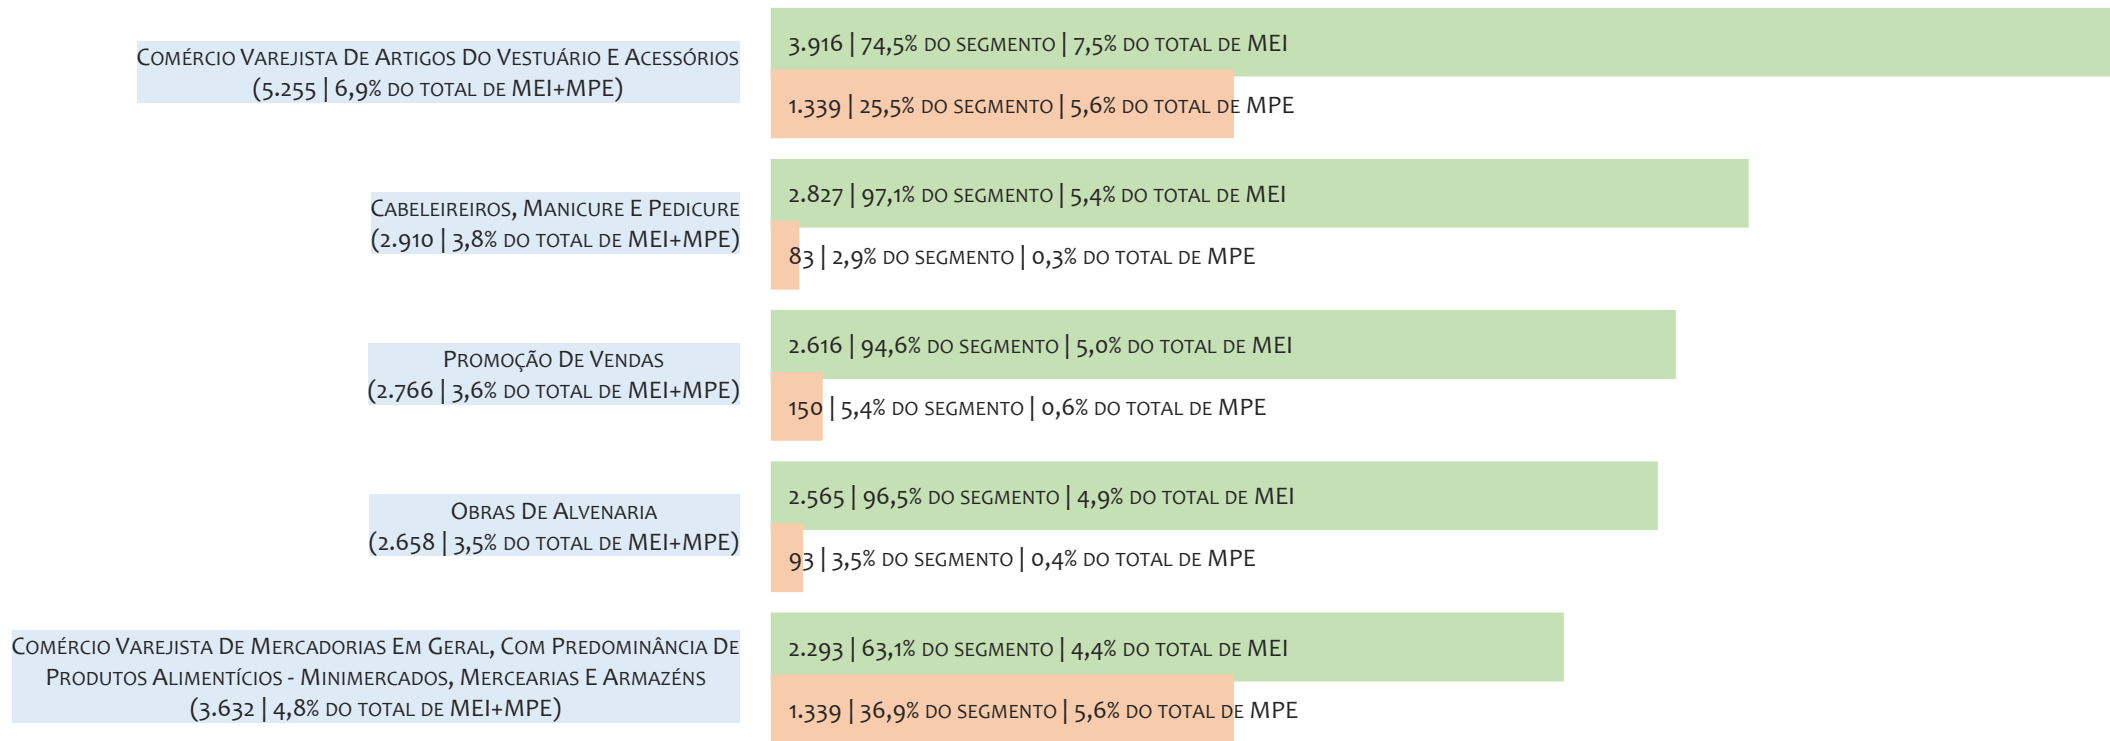 Comércio Varejista De Artigos Do Vestuário E Acessórios
(5.255 | 6,9% do total de MEI+MPE)
3.916 | 74,5% do segmento | 7,5% do total de MEI
1.339 | 25,5% do segmento | 5,6% do total de MPE
Cabeleireiros, Manicure E Pedicure
(2.910 | 3,8% do total de MEI+MPE)
2.827 | 97,1% do segmento | 5,4% do total de MEI
83 | 2,9% do segmento | 0,3% do total de MPE
Promoção De Vendas
(2.766 | 3,6% do total de MEI+MPE)
2.616 | 94,6% do segmento | 5,0% do total de MEI
150 | 5,4% do segmento | 0,6% do total de MPE
Obras De Alvenaria
(2.658 | 3,5% do total de MEI+MPE)
2.565 | 96,5% do segmento | 4,9% do total de MEI
93 | 3,5% do segmento | 0,4% do total de MPE
Comércio Varejista De Mercadorias Em Geral, Com Predominância De
Produtos Alimentícios - Minimercados, Mercearias E Armazéns
(3.632 | 4,8% do total de MEI+MPE)
2.293 | 63,1% do segmento | 4,4% do total de MEI
1.339 | 36,9% do segmento | 5,6% do total de MPE